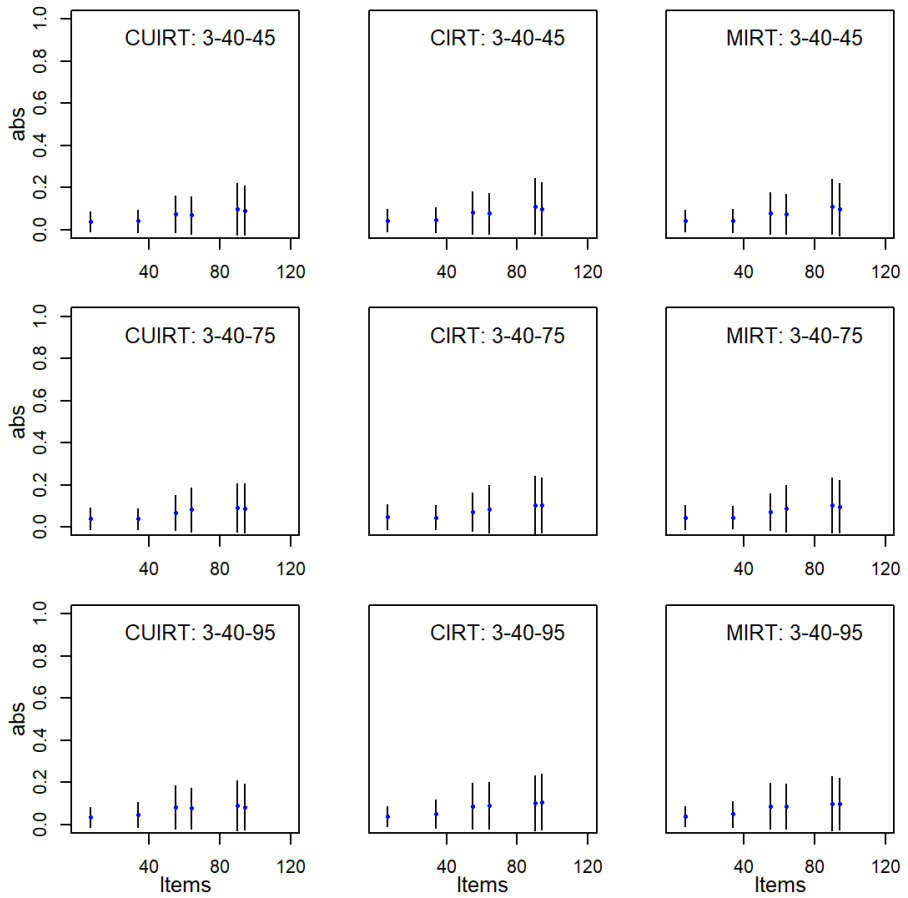 CUIRT: 3-40-45
CIRT: 3-40-45
MIRT: 3-40-45
abs
0.0 0.2 0.4 0.6 0.8 1.0
40 80 120
40 80 120
40 80 120
CUIRT: 3-40-75
CIRT: 3-40-75
MIRT: 3-40-75
abs
0.0 0.2 0.4 0.6 0.8 1.0
40 120
40 80 120
40 80 120
CUIRT: 3-40-95
CIRT: 3-40-95
MIRT: 3-40-95
abs
0.0 0.2 0.4 0.6 0.8 1.0
40 80 120
40 80 120
40 80 120
Items
Items
Items